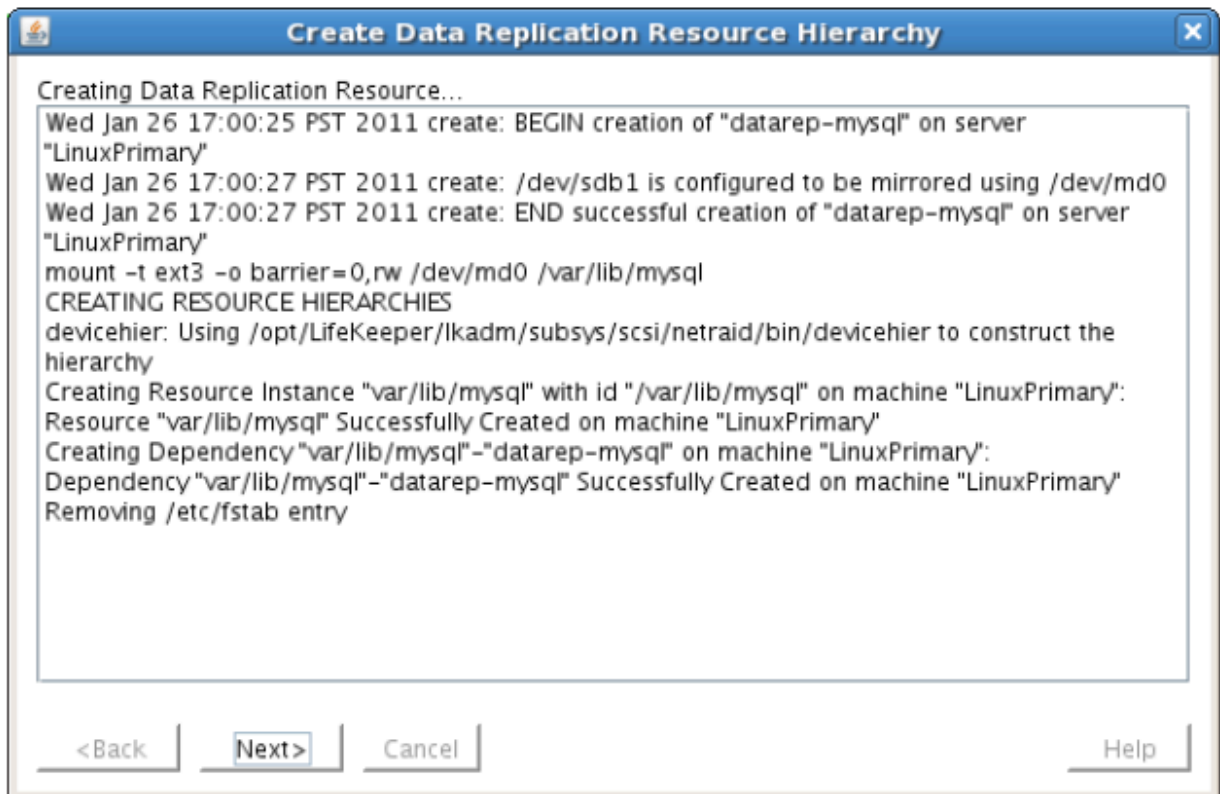 Create Data Replication Resource Hierarchy
Creating Data Replication Resource...
Wed Jan 26 17:00:25 PST 2011 create: BEGIN creation of "datarep-mysql" on server
"LinuxPrimary"
Wed Jan 26 17:00:27 PST 2011 create: /dev/sdb1 is configured to be mirrored using /dev/md0
Wed Jan 26 17:00:27 PST 2011 create: END successful creation of "datarep-mysql" on server
"LinuxPrimary"
mount -t ext3 -o barrier=0,rw /dev/md0 /var/lib/mysql
CREATING RESOURCE HIERARCHIES
devicehier: Using /opt/LifeKeeper/lkadm/subsys/scsi/netraid/bin/devicehier to construct the
hierarchy
Creating Resource Instance "var/lib/mysql" with id "/var/lib/mysql" on machine "LinuxPrimary":
Resource "var/lib/mysql" Successfully Created on machine "LinuxPrimary"
Creating Dependency "var/lib/mysql"-"datarep-mysql" on machine "LinuxPrimary":
Dependency "var/lib/mysql"-"datarep-mysql" Successfully Created on machine "LinuxPrimary"
Removing /etc/fstab entry
<Back Next> Cancel Help